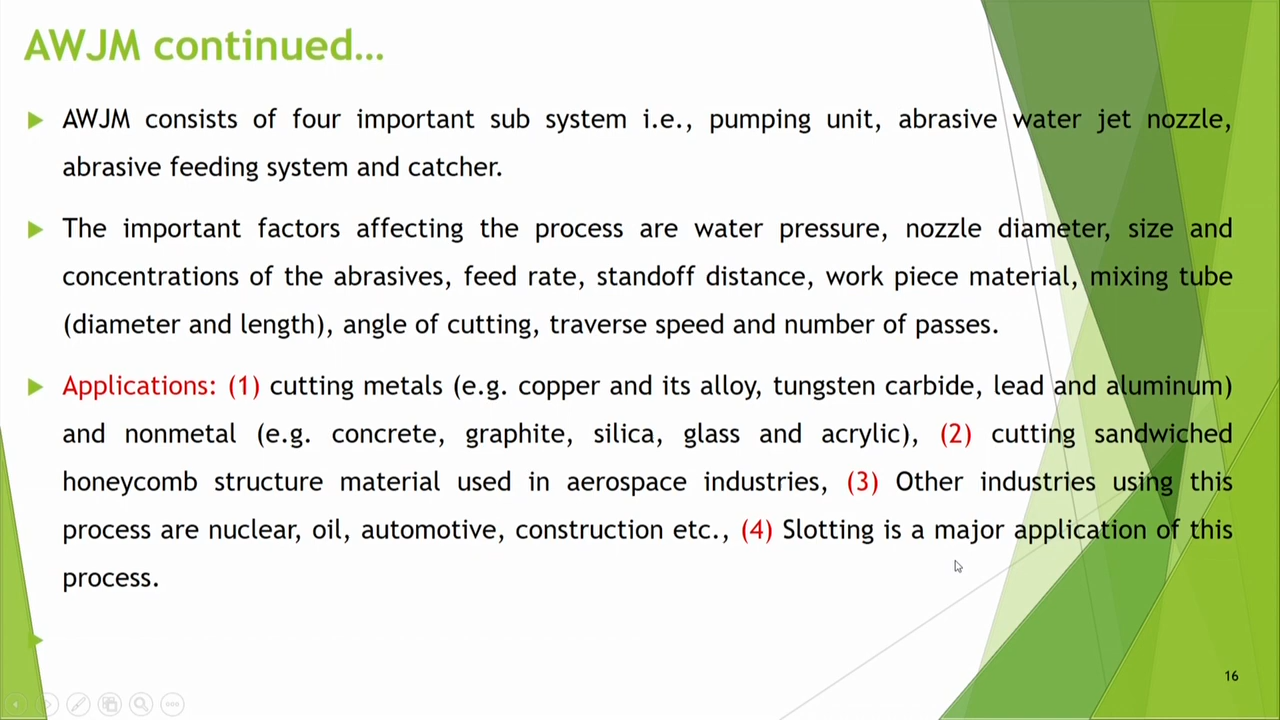 AWJM continued...
AWJM consists of four important sub system i.e., pumping unit, abrasive water jet nozzle,
abrasive feeding system and catcher.
The important factors affecting the process are water pressure, nozzle diameter, size and
concentrations of the abrasives, feed rate, standoff distance, work piece material, mixing tube
(diameter and length), angle of cutting, traverse speed and number of passes.
Applications: (1) cutting metals (e.g. copper and its alloy, tungsten carbide, lead and aluminum)
and nonmetal (e.g. concrete, graphite, silica, glass and acrylic), (2) cutting sandwiched
honeycomb structure material used in aerospace industries, (3) Other industries using this
process are nuclear, oil, automotive, construction etc., (4) Slotting is a major application of this
process.
16